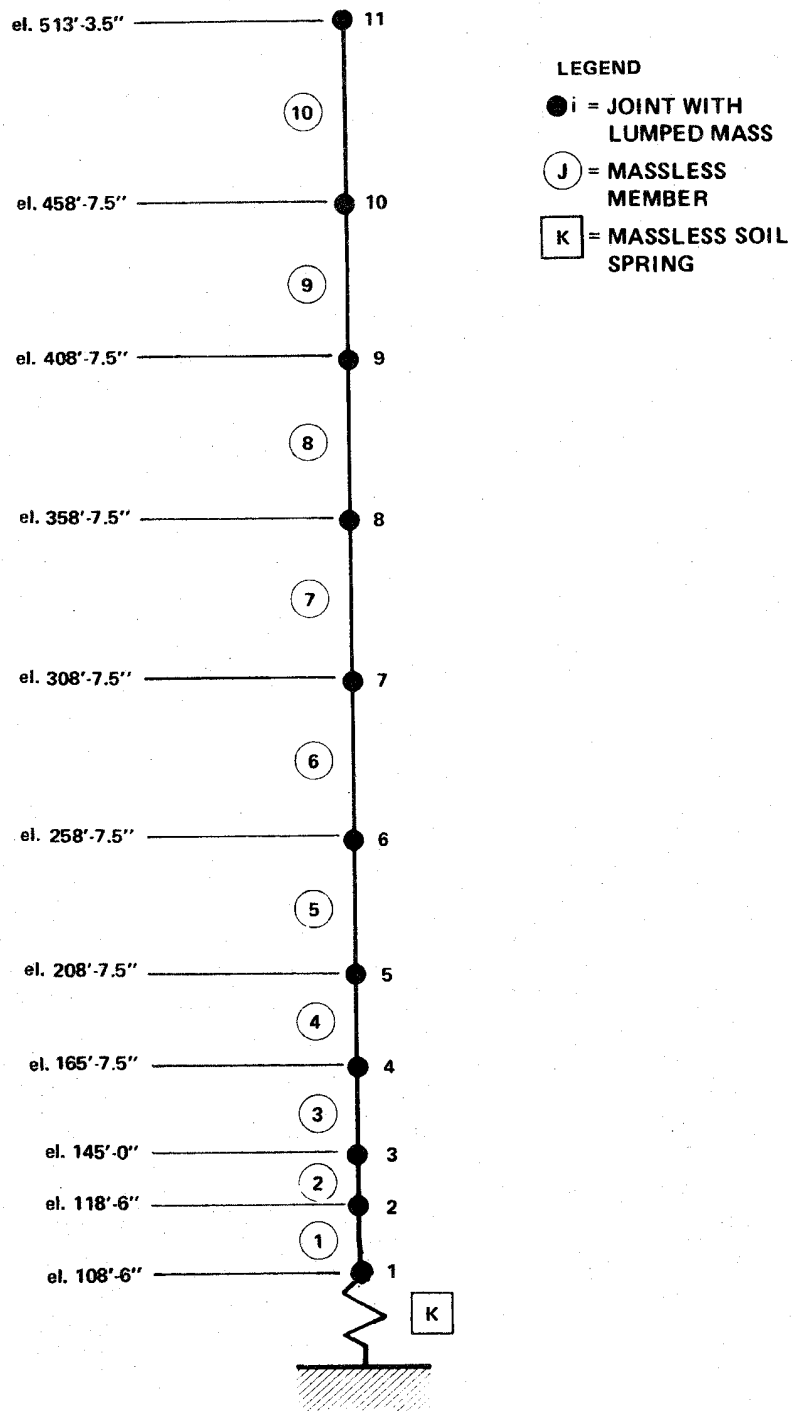 el. 513'-3.5" 11
LEGEND
● i = JOINT WITH
LUMPED MASS
J = MASSLESS
MEMBER
K = MASSLESS SOIL
SPRING
10
el. 458'-7.5" 10
9
el. 408'-7.5" 9
8
el. 358'-7.5" 8
7
el. 308'-7.5" 7
6
el. 258'-7.5" 6
5
el. 208'-7.5" 5
4
el. 165'-7.5" 4
3
el. 145'-0" 3
2
el. 118'-6" 2
1
el. 108'-6" 1
K